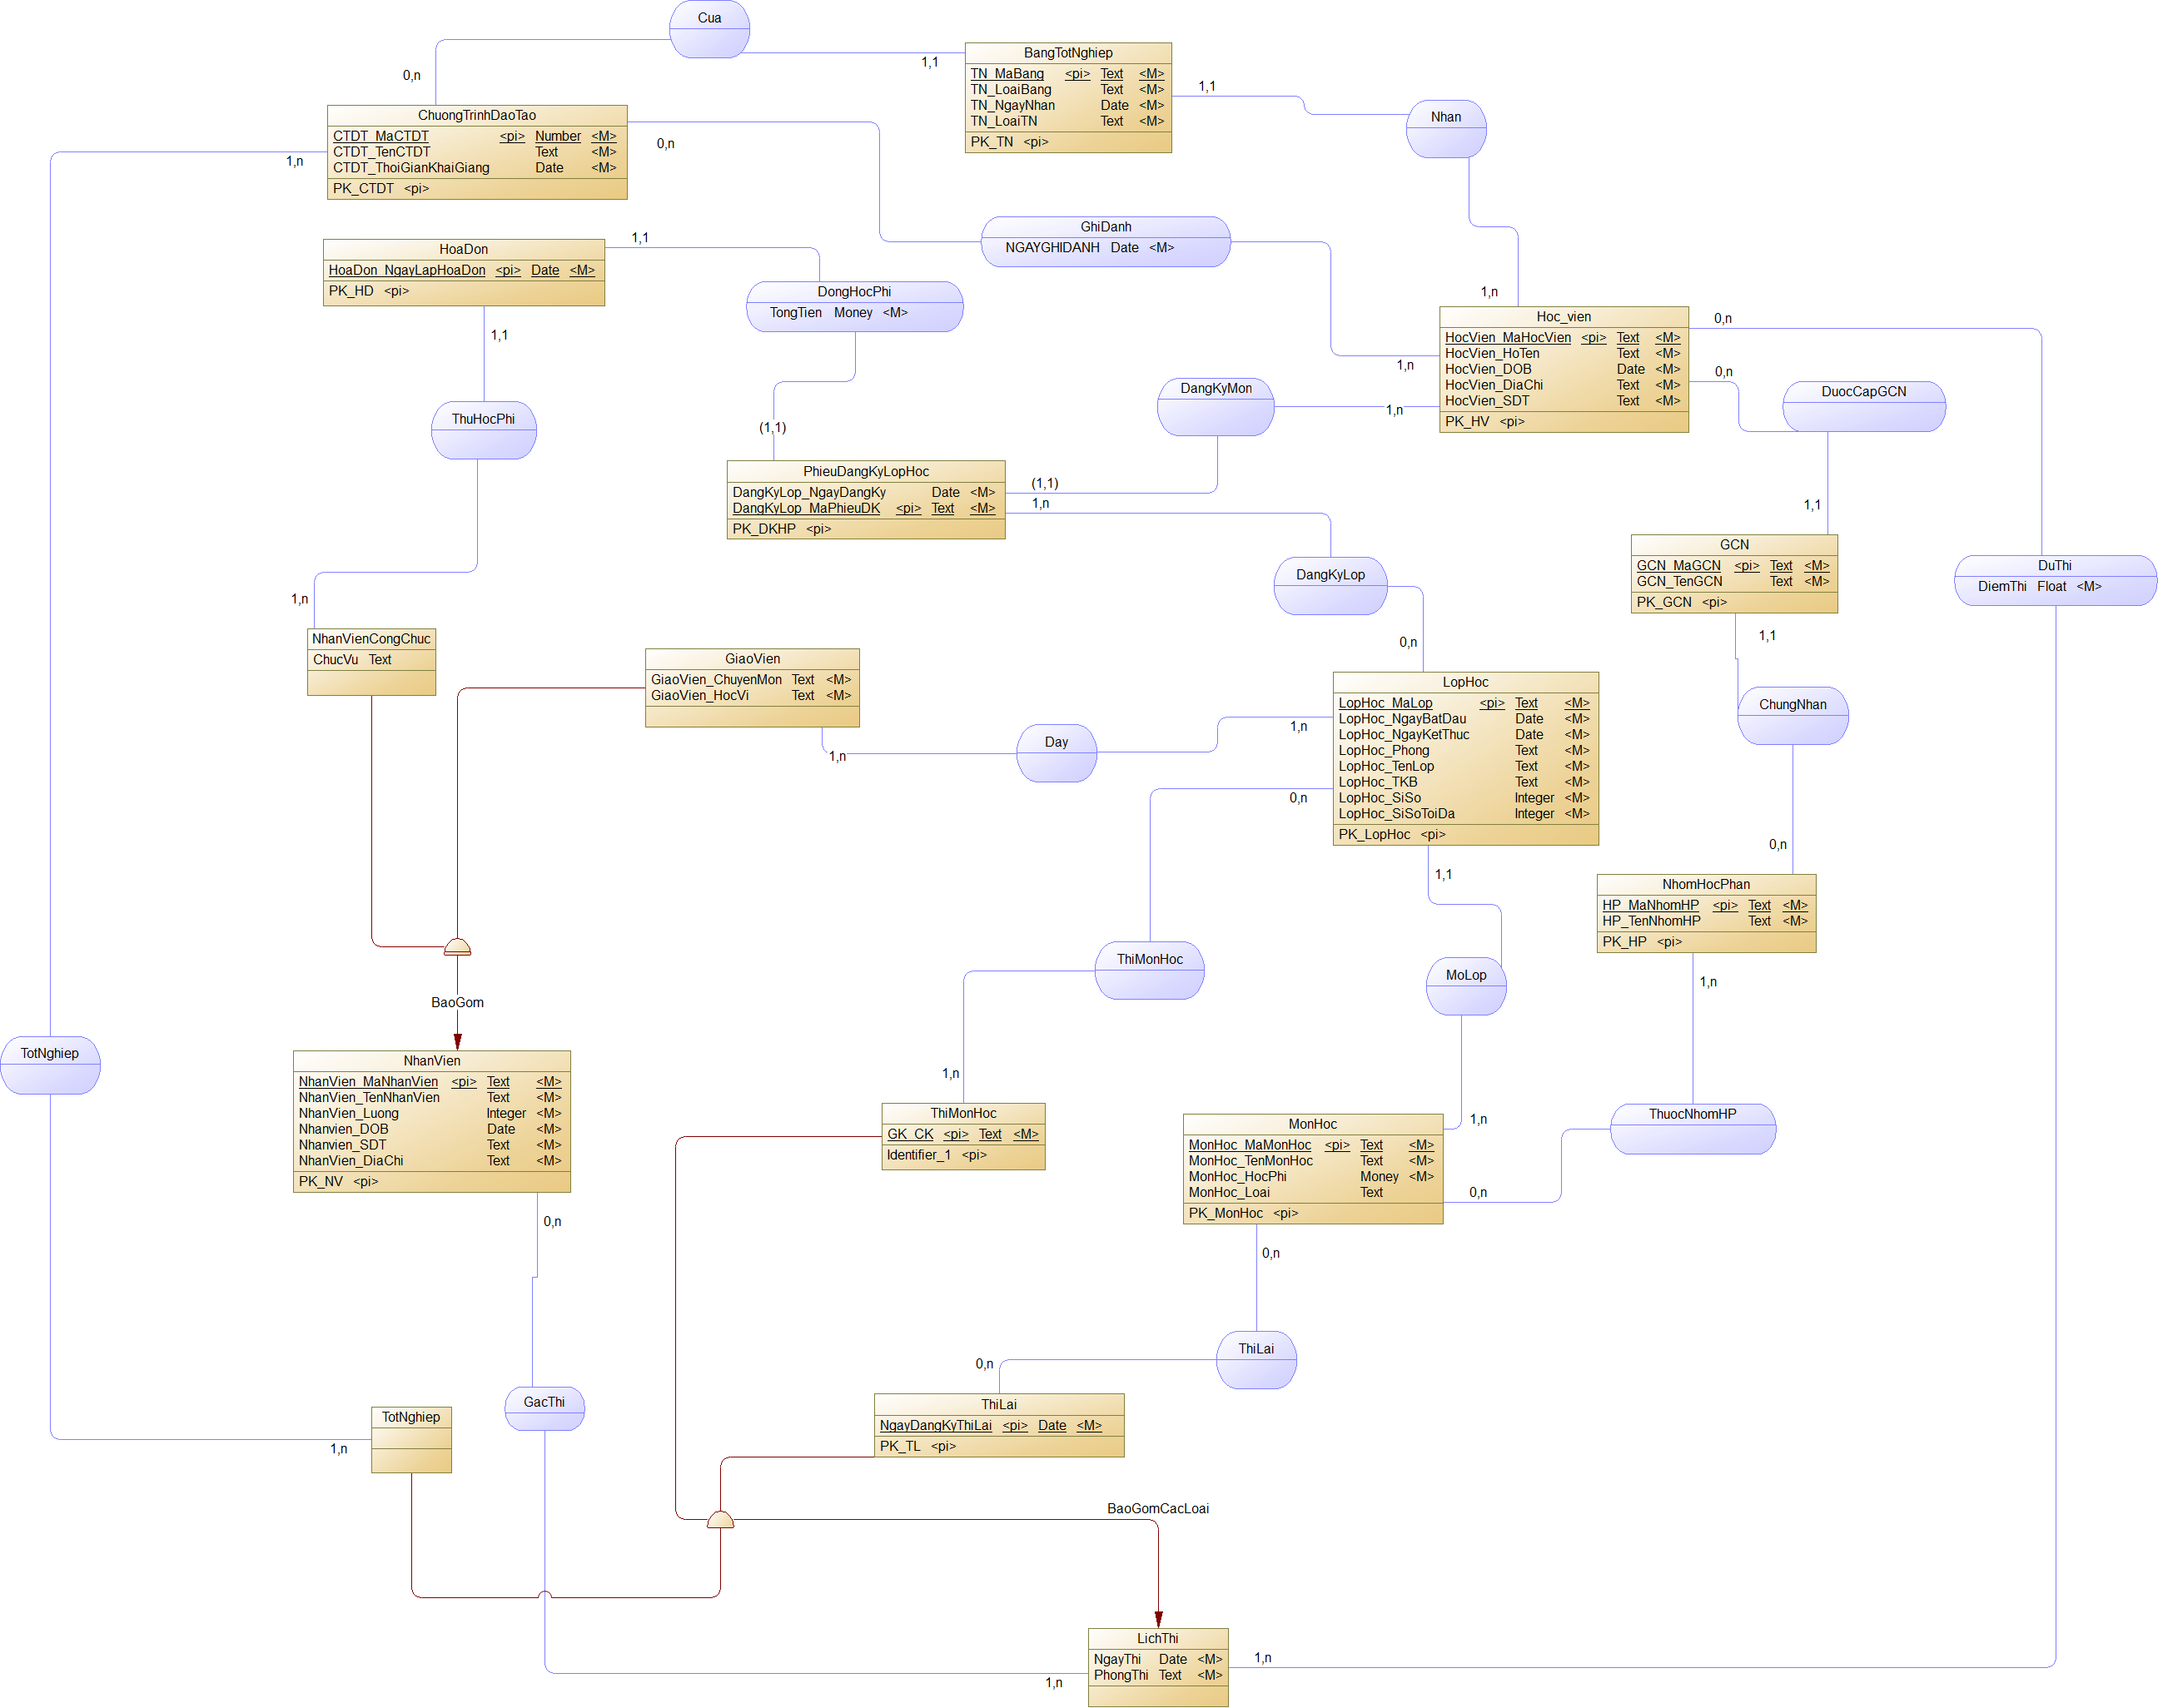 Cua
0,n
1,1
BangTotNghiep
TN_MaBang <pi> Text <M>
TN_LoaiBang Text <M>
TN_NgayNhan Date <M>
TN_LoaiTN Text <M>
PK_TN <pi>
1,1
Nhan
1,n
ChuongTrinhDaoTao
CTDT_MaCTDT <pi> Number <M>
CTDT_TenCTDT Text <M>
CTDT_ThoiGianKhaiGiang Date <M>
PK_CTDT <pi>
1,n
0,n
GhiDanh
NGAYGHIDANH Date <M>
1,n
HoaDon
HoaDon_NgayLapHoaDon <pi> Date <M>
PK_HD <pi>
1,1
1,1
DongHocPhi
TongTien Money <M>
(1,1)
Hoc_vien
HocVien_MaHocVien <pi> Text <M>
HocVien_HoTen Text <M>
HocVien_DOB Date <M>
HocVien_DiaChi Text <M>
HocVien_SDT Text <M>
PK_HV <pi>
0,n
0,n
DuocCapGCN
1,1
ThuHocPhi
1,n
DangKyMon
1,n
(1,1)
PhieuDangKyLopHoc
DangKyLop_NgayDangKy Date <M>
DangKyLop_MaPhieuDK <pi> Text <M>
PK_DKHP <pi>
1,n
DangKyLop
0,n
GCN
GCN_MaGCN <pi> Text <M>
GCN_TenGCN Text <M>
PK_GCN <pi>
1,1
DuThi
DiemThi Float <M>
NhanVienCongChuc
ChucVu Text
GiaoVien
GiaoVien_ChuyenMon Text <M>
GiaoVien_HocVi Text <M>
1,n
Day
1,n
LopHoc
LopHoc_MaLop <pi> Text <M>
LopHoc_NgayBatDau Date <M>
LopHoc_NgayKetThuc Date <M>
LopHoc_Phong Text <M>
LopHoc_TenLop Text <M>
LopHoc_TKB Text <M>
LopHoc_SiSo Integer <M>
LopHoc_SiSoToiDa Integer <M>
PK_LopHoc <pi>
0,n
1,1
ChungNhan
0,n
NhomHocPhan
HP_MaNhomHP <pi> Text <M>
HP_TenNhomHP Text <M>
PK_HP <pi>
1,n
ThiMonHoc
1,n
MoLop
1,n
BaoGom
TotNghiep
NhanVien
NhanVien_MaNhanVien <pi> Text <M>
NhanVien_TenNhanVien Text <M>
NhanVien_Luong Integer <M>
Nhanvien_DOB Date <M>
Nhanvien_SDT Text <M>
NhanVien_DiaChi Text <M>
PK_NV <pi>
0,n
ThiMonHoc
GK_CK <pi> Text <M>
Identifier_1 <pi>
MonHoc
MonHoc_MaMonHoc <pi> Text <M>
MonHoc_TenMonHoc Text <M>
MonHoc_HocPhi Money <M>
MonHoc_Loai Text
PK_MonHoc <pi>
ThuocNhomHP
0,n
0,n
ThiLai
0,n
GacThi
TotNghiep
1,n
ThiLai
NgayDangKyThiLai <pi> Date <M>
PK_TL <pi>
BaoGomCacLoai
LichThi
NgayThi Date <M>
PhongThi Text <M>
1,n
1,n